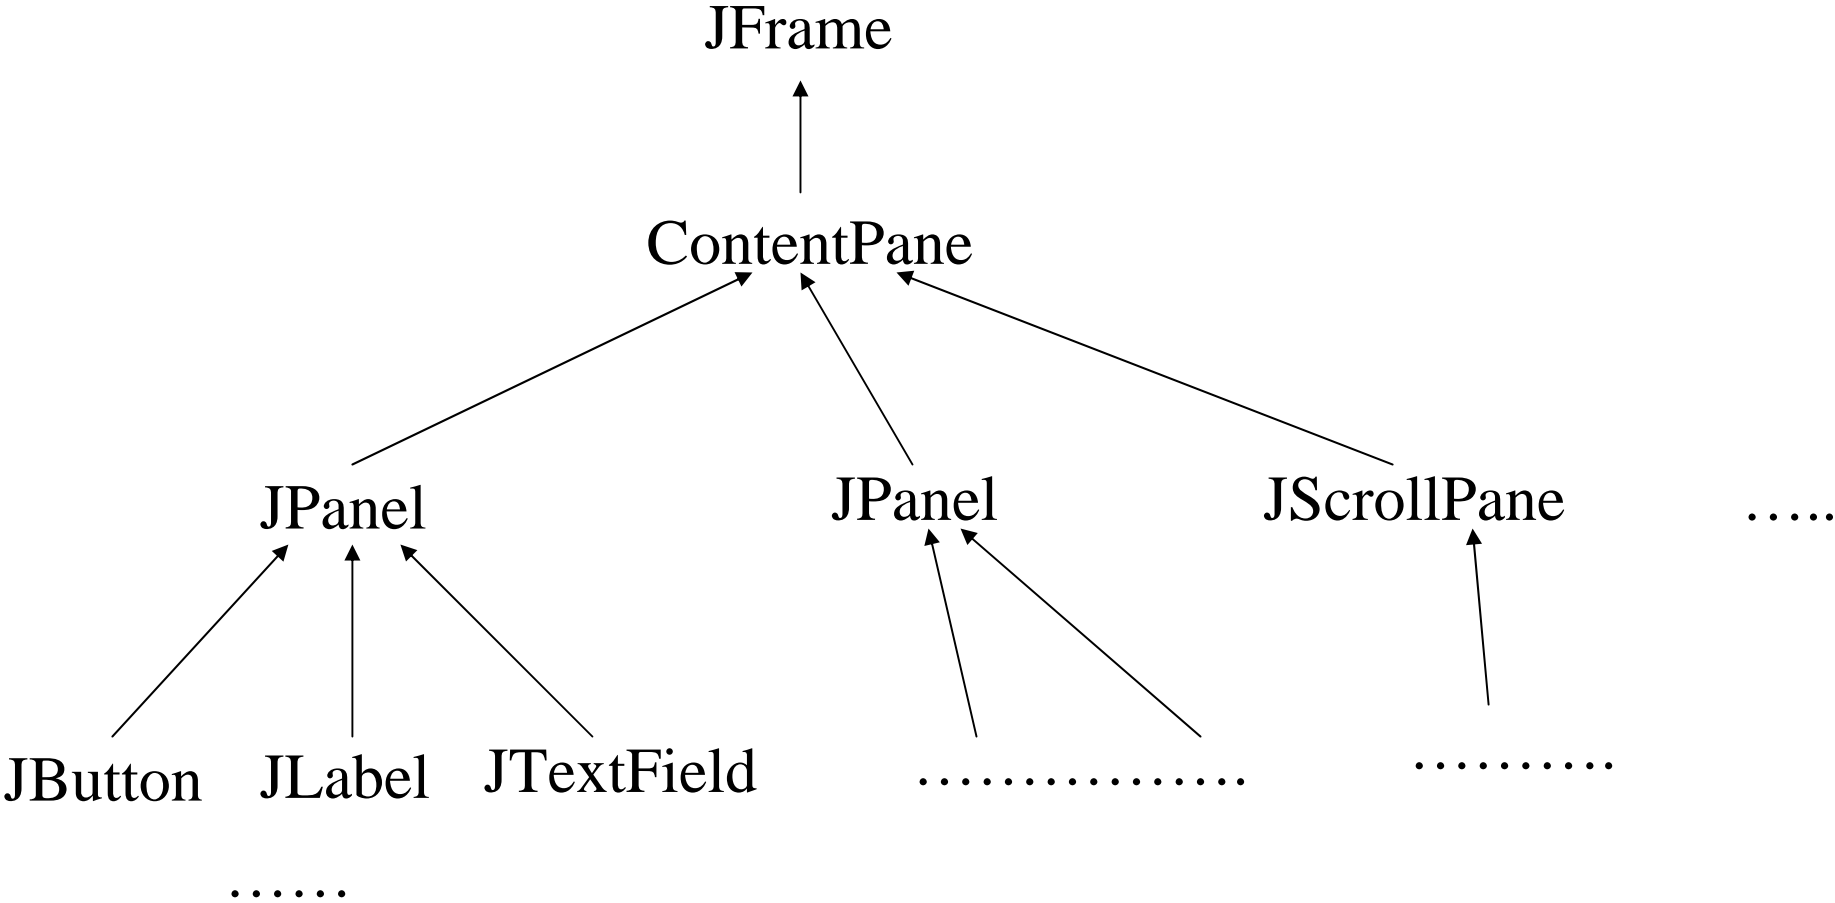 JFrame
ContentPane
JPanel JPanel JScrollPane …..
JButton JLabel JTextField ……………. ……….
……